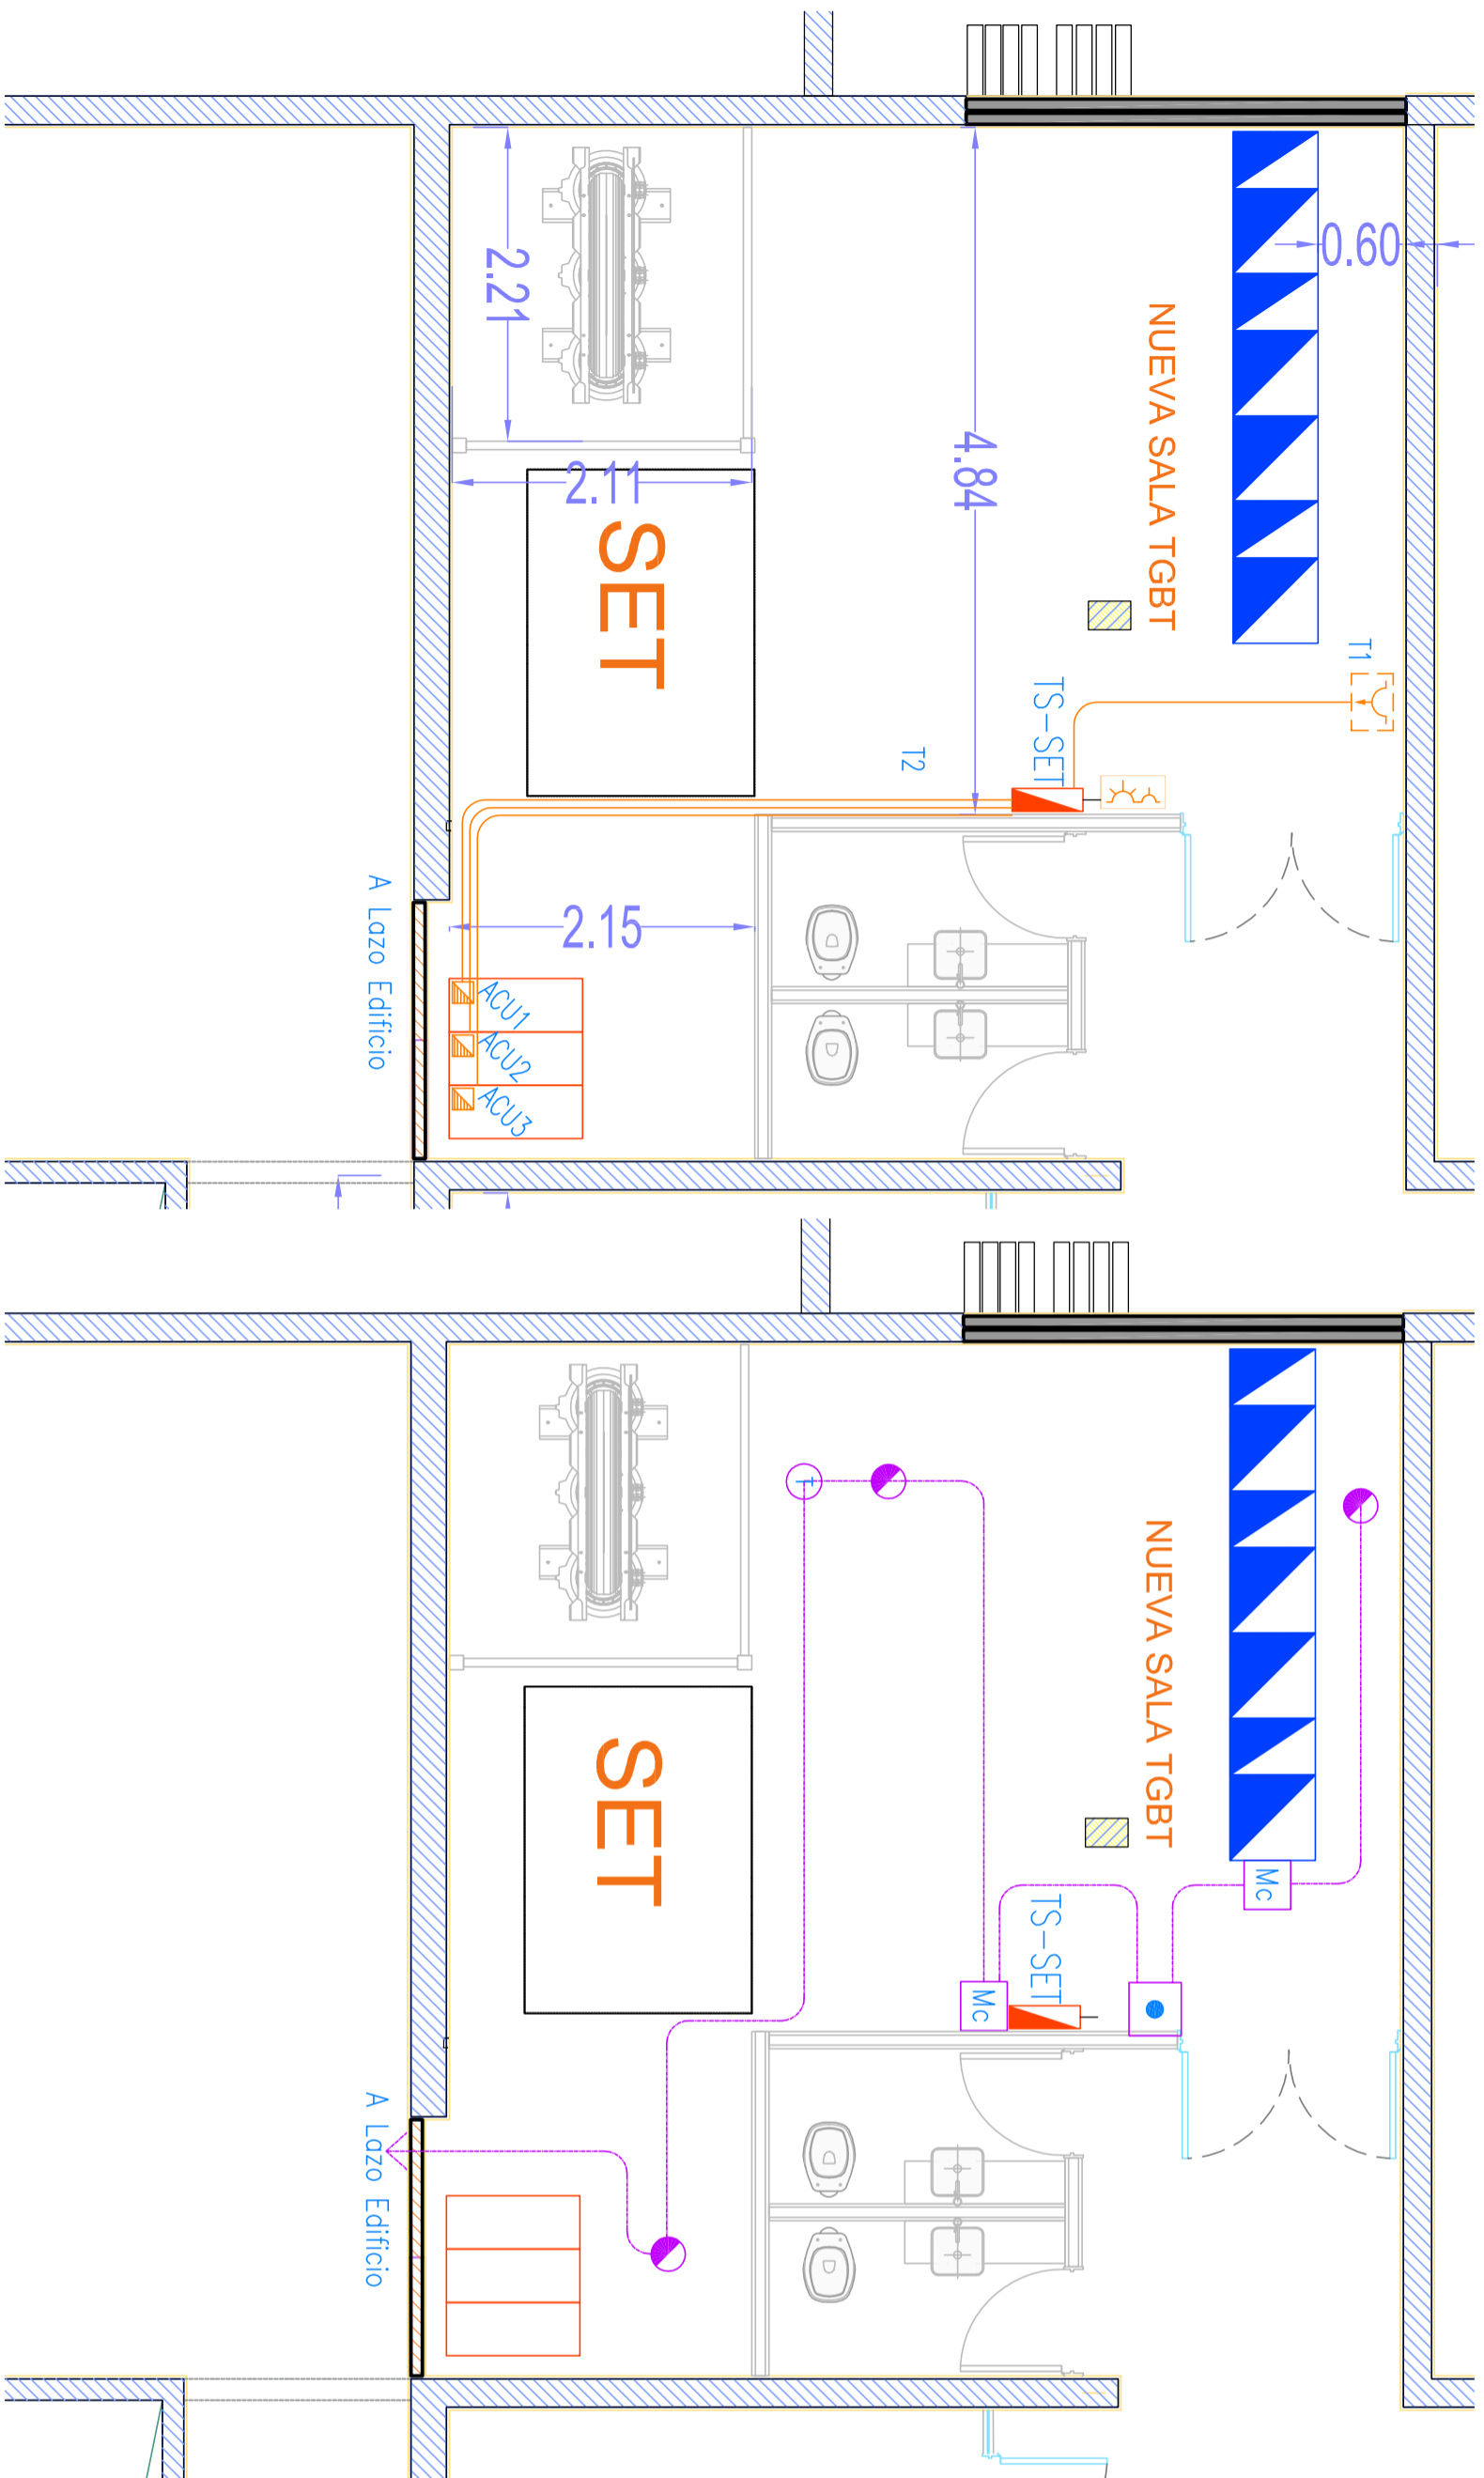 2.21
0.60
NUEVA SALA TGBT
4.84
2.11
SET
T1
TS-SET
T2
A Lazo Edificio
2.15
ACU1
ACU2
ACU3
T
NUEVA SALA TGBT
SET
Mc
TS-SET
Mc
A Lazo Edificio